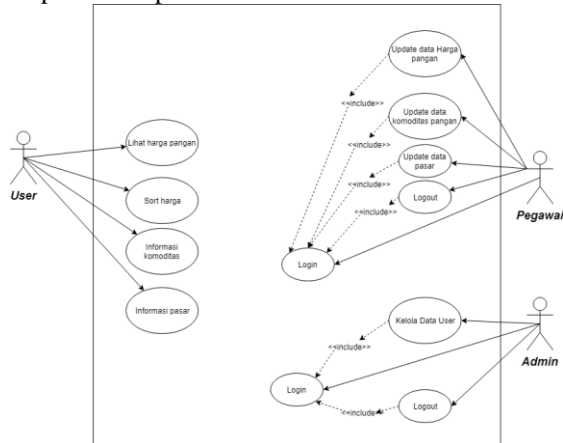 Update data Harga
pangan
<<include>>
Update data
komoditas pangan
<<include>>
Lihat harga pangan
Update data
pasar
User
<<include>>
Sort harga
Logout
Pegawai
<<include>>
Informasi
komoditas
Login
Informasi pasar
Kelola Data User
<<include>>
Admin
Login
Logout
<<include>>